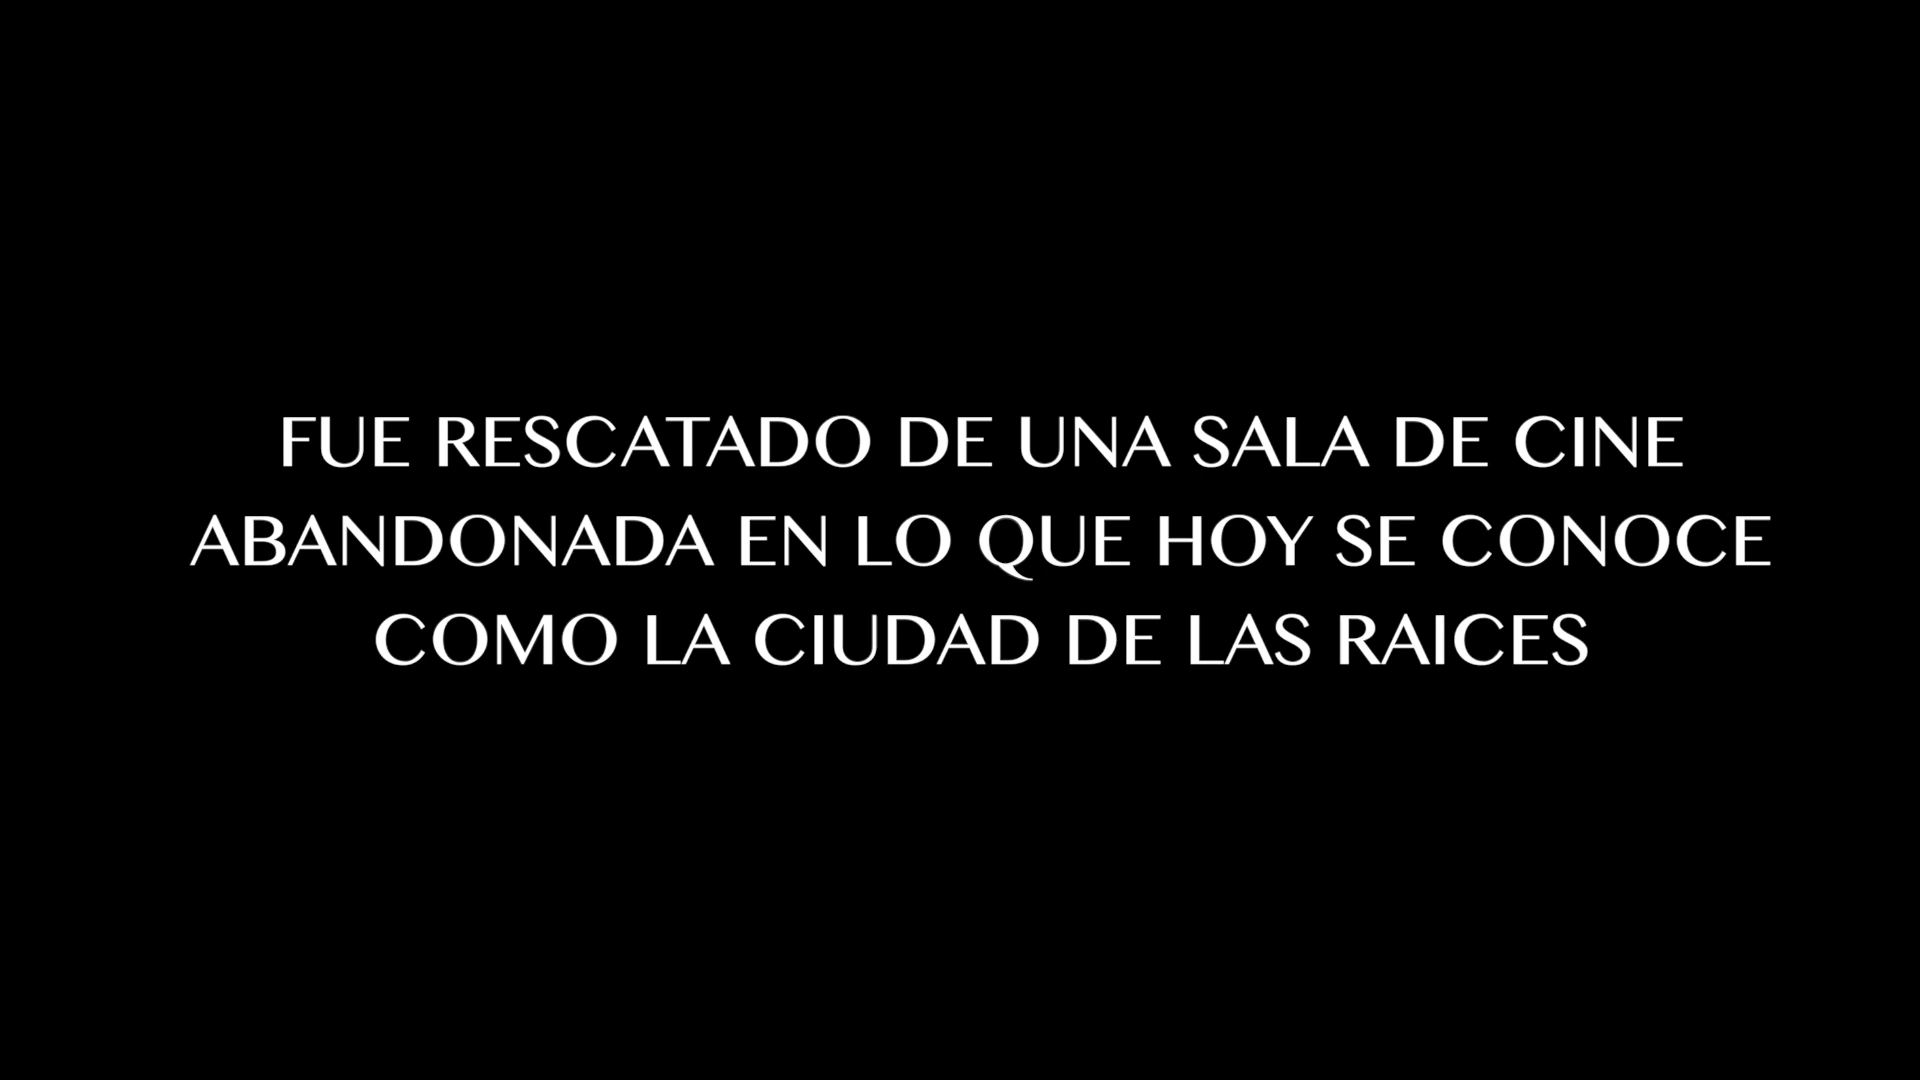 FUE RESCATADO DE UNA SALA DE CINE
ABANDONADA EN LO QUE HOY SE CONOCE
COMO LA CIUDAD DE LAS RAICES